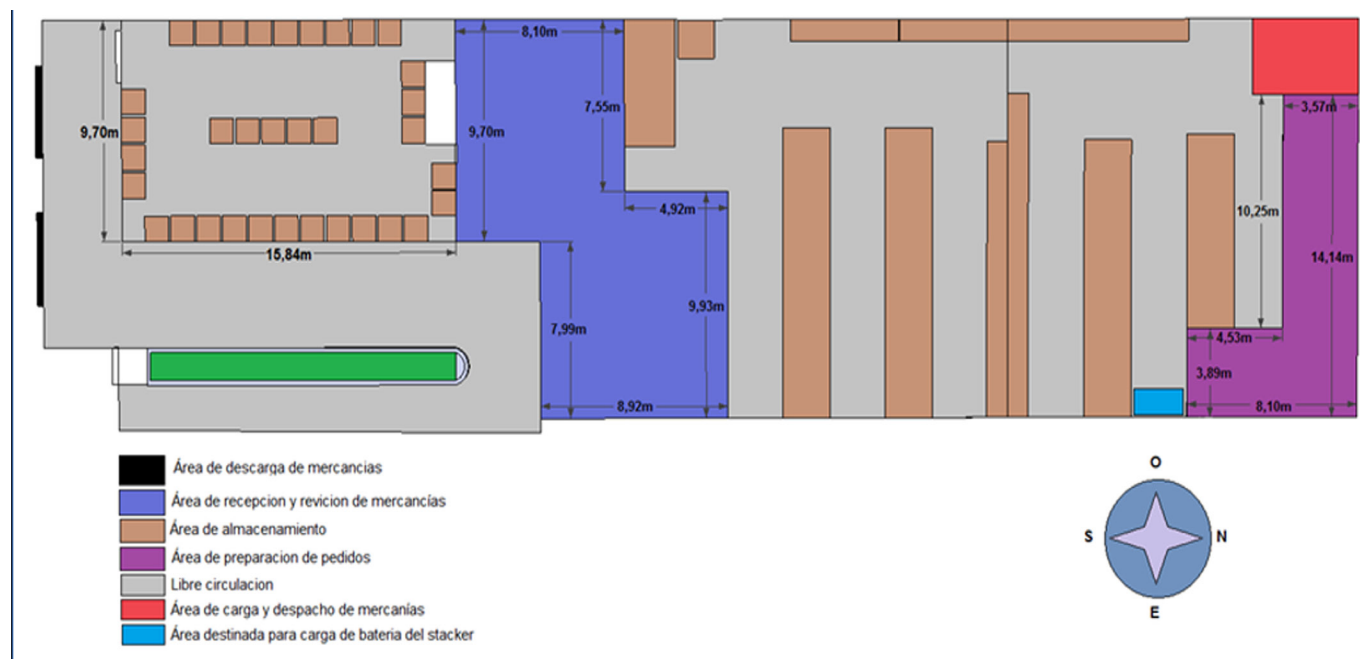 8,10m
3,57m
7,55m
9,70m
9,70m
4,92m
10,25m
15,84m
14,14m
9,93m
7,99m
4,53m
3,89m
8,92m
8,10m
Área de descarga de mercancias
Área de recepcion y revicion de mercancías
Área de almacenamiento
Área de preparacion de pedidos
Libre circulacion
Área de carga y despacho de mercanías
Área destinada para carga de bateria del stacker
O
S N
E